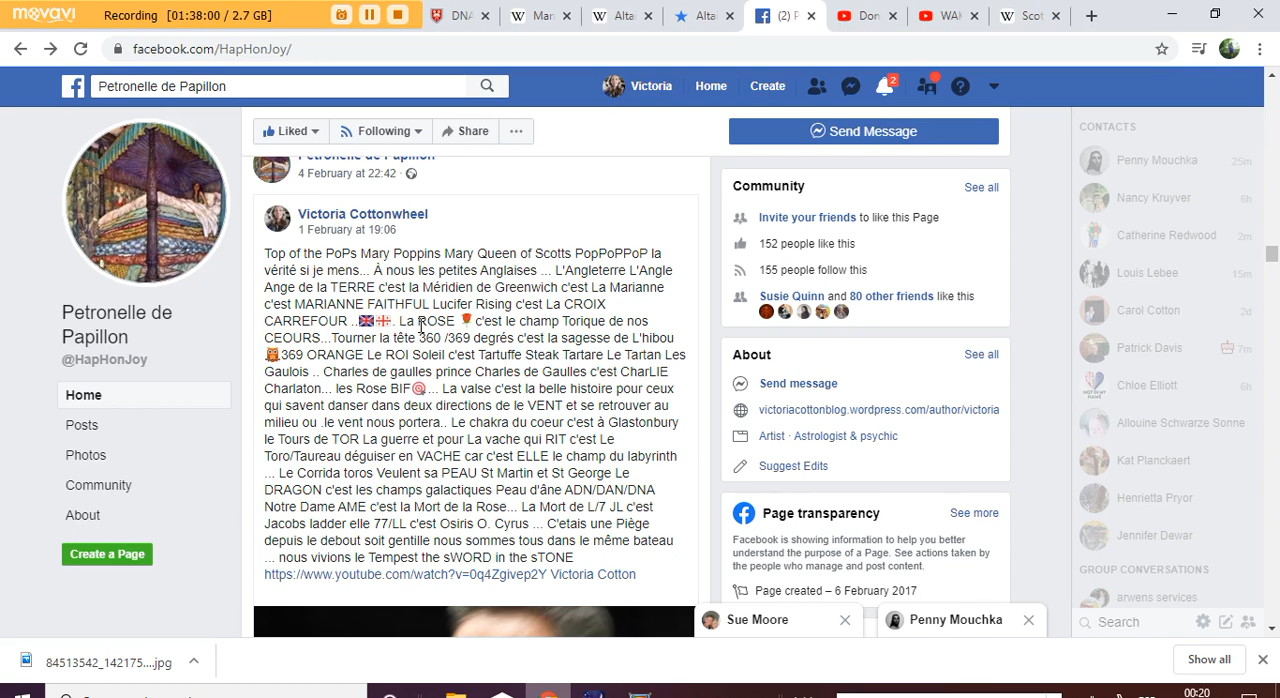 movavi
Recording [01:38:00 / 2.7 GB]
DNA
Mar
Altai
Altai
(2) P
Don
WAK
Scot
facebook.com/HapHonJoy/
Petronelle de Papillon
Victoria
Home
Create
2
Liked
Following
Share
Send Message
Petronelle de Papillon
4 February at 22:42
Victoria Cottonwheel
1 February at 19:06
Top of the PoPs Mary Poppins Mary Queen of Scotts PopPoPPoP la
vérité si je mens... À nous les petites Anglaises ... L'Angleterre L'Angle
Ange de la TERRE c'est la Méridien de Greenwich c'est La Marianne
c'est MARIANNE FAITHFUL Lucifer Rising c'est La CROIX
CARREFOUR .. . La ROSE c'est le champ Torique de nos
CEOURS...Tourner la tête 360 /369 degrés c'est la sagesse de L'hibou
369 ORANGE Le ROI Soleil c'est Tartuffe Steak Tartare Le Tartan Les
Gaulois .. Charles de gaulles prince Charles de Gaulles c'est CharLIE
Charlaton... les Rose BIF ... La valse c'est la belle histoire pour ceux
qui savent danser dans deux directions de le VENT et se retrouver au
milieu ou .le vent nous portera.. Le chakra du coeur c'est à Glastonbury
le Tours de TOR La guerre et pour La vache qui RIT c'est Le
Toro/Taureau déguiser en VACHE car c'est ELLE le champ du labyrinth
... Le Corrida toros Veulent sa PEAU St Martin et St George Le
DRAGON c'est les champs galactiques Peau d'âne ADN/DAN/DNA
Notre Dame AME c'est la Mort de la Rose... La Mort de L/7 JL c'est
Jacobs ladder elle 77/LL c'est Osiris O. Cyrus ... C'etais une Piège
depuis le debout soit gentille nous sommes tous dans le même bateau
... nous vivions le Tempest the sWORD in the sTONE
https://www.youtube.com/watch?v=0q4Zgivep2Y Victoria Cotton
Petronelle de
Papillon
@HapHonJoy
Home
Posts
Photos
Community
About
Create a Page
Community
See all
Invite your friends to like this Page
152 people like this
155 people follow this
Susie Quinn and 80 other friends like this
About
See all
Send message
victoriacottonblog.wordpress.com/author/victoria
Artist · Astrologist & psychic
Suggest Edits
Page transparency
See more
Facebook is showing information to help you better
understand the purpose of a Page. See actions taken by
the people who manage and post content.
Page created – 6 February 2017
CONTACTS
Penny Mouchka 25m
Nancy Kruyver 6h
Catherine Redwood 2m
Louis Lebee 15m
Carol Cotton 2d
Patrick Davis 7m
Chloe Elliott 6h
Allouine Schwarze Sonne
Kat Planckaert
Henrietta Pryor
Jennifer Dewar
GROUP CONVERSATIONS
arwens services
Search
Sue Moore
Penny Mouchka
84513542_142175....jpg
Show all
00:20